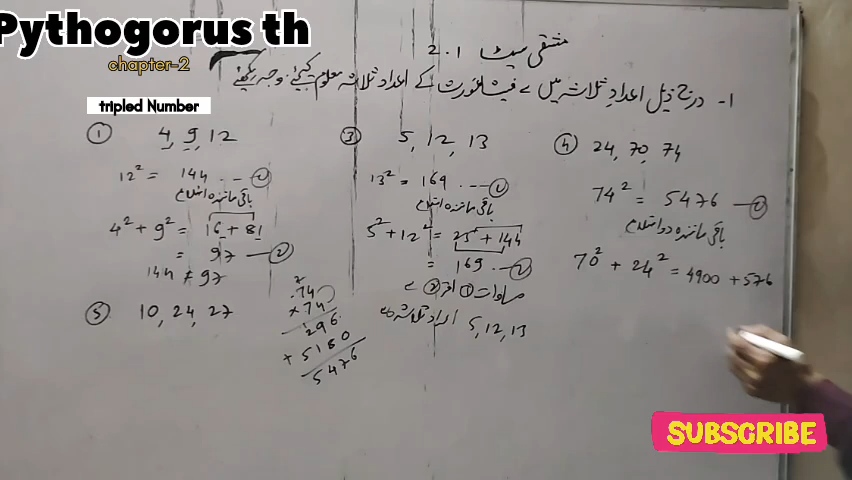 Pythogorus th
chapter-2
tripled Number
مشقی سیٹ 2.1
1- درج ذیل اعدادِ ثلاثہ میں سے فیثاغورث کے اعداد ثلاثہ معلوم کیجئے. وجہ لکھئے
① 4, 9, 12
12² = 144 ... ①
باقی ماندہ اضلاع
4² + 9² = 16 + 81
= 97 — ②
144 ≠ 97
③ 5, 12, 13
13² = 169 ... ①
باقی ماندہ اضلاع
5² + 12² = 25 + 144
= 169 ... ②
مساوات ① اور ② سے
5, 12, 13
④ 24, 70, 74
74² = 5476 — ①
باقی ماندہ دو اضلاع
70² + 24² = 4900 + 576
⑤ 10, 24, 27
74
× 74
296
+ 5180
5476
SUBSCRIBE